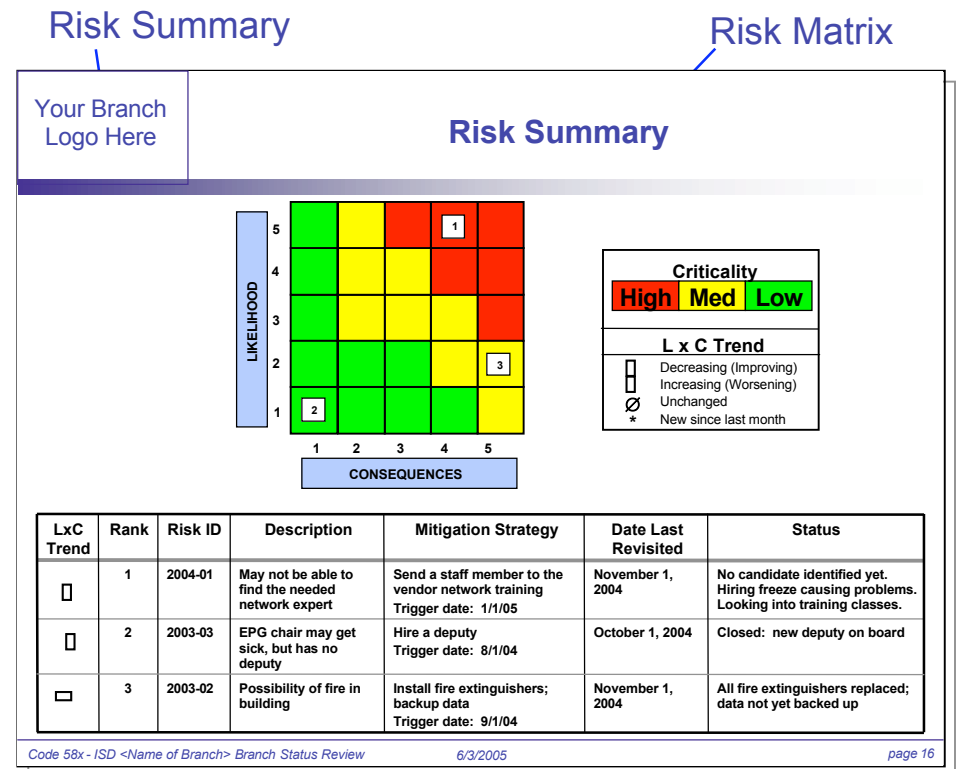 Risk Summary
Risk Matrix
Your Branch
Logo Here
Risk Summary
LIKELIHOOD
5
4
3
2
1
1
3
2
1 2 3 4 5
CONSEQUENCES
Criticality
High Med Low
L x C Trend
Decreasing (Improving)
Increasing (Worsening)
Ø Unchanged
* New since last month
LxC
Trend
Rank
Risk ID
Description
Mitigation Strategy
Date Last
Revisited
Status
1
2004-01
May not be able to
find the needed
network expert
Send a staff member to the
vendor network training
Trigger date: 1/1/05
November 1,
2004
No candidate identified yet.
Hiring freeze causing problems.
Looking into training classes.
2
2003-03
EPG chair may get
sick, but has no
deputy
Hire a deputy
Trigger date: 8/1/04
October 1, 2004
Closed: new deputy on board
3
2003-02
Possibility of fire in
building
Install fire extinguishers;
backup data
Trigger date: 9/1/04
November 1,
2004
All fire extinguishers replaced;
data not yet backed up
Code 58x - ISD <Name of Branch> Branch Status Review
6/3/2005
page 16